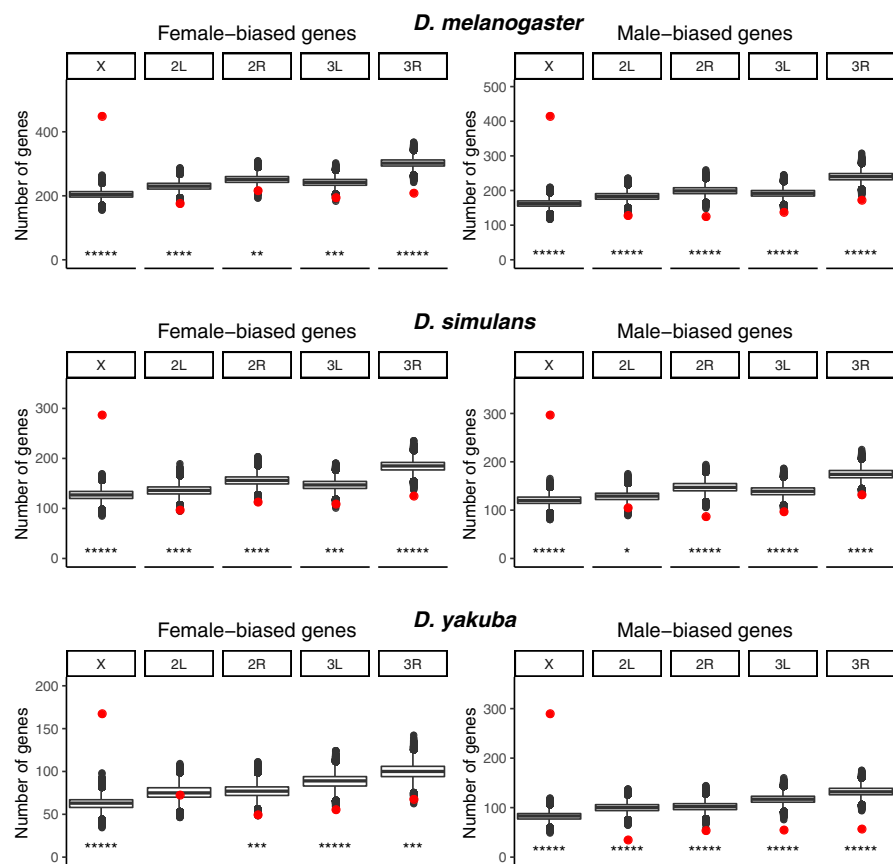 D. melanogaster
Female−biased genes Male−biased genes
X 2L 2R 3L 3R X 2L 2R 3L 3R
Number of genes
400
200
0
***** **** ** *** *****
Number of genes
500
400
300
200
100
0
***** ***** ***** ***** *****
D. simulans
Female−biased genes Male−biased genes
X 2L 2R 3L 3R X 2L 2R 3L 3R
Number of genes
300
200
100
0
***** **** **** *** *****
Number of genes
300
200
100
0
***** * ***** ***** ****
D. yakuba
Female−biased genes Male−biased genes
X 2L 2R 3L 3R X 2L 2R 3L 3R
Number of genes
200
150
100
50
0
***** *** ***** ***
Number of genes
300
200
100
0
***** ***** ***** ***** *****